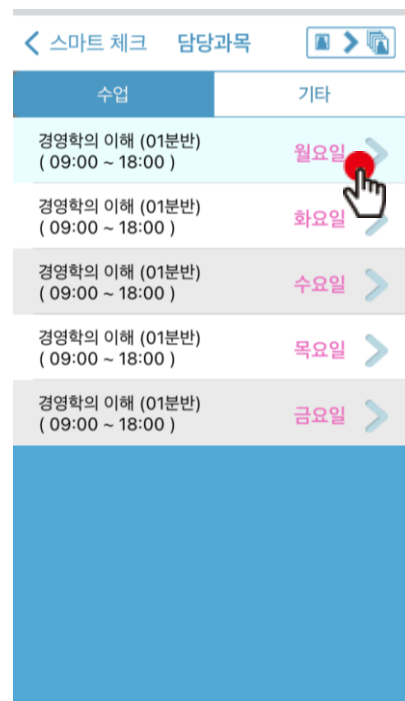 스마트 체크 담당과목
수업 기타
경영학의 이해 (01분반)
( 09:00 ~ 18:00 ) 월요일
경영학의 이해 (01분반)
( 09:00 ~ 18:00 ) 화요일
경영학의 이해 (01분반)
( 09:00 ~ 18:00 ) 수요일
경영학의 이해 (01분반)
( 09:00 ~ 18:00 ) 목요일
경영학의 이해 (01분반)
( 09:00 ~ 18:00 ) 금요일